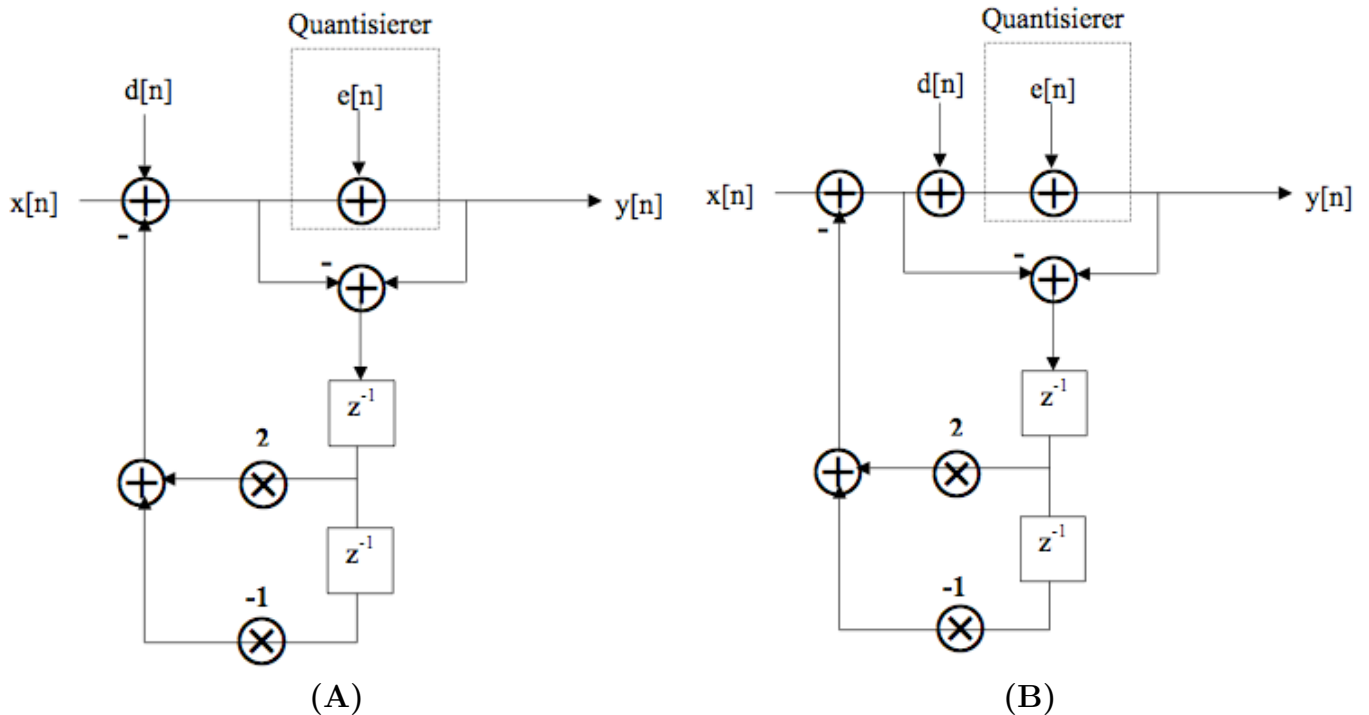 Quantisierer
d[n]
e[n]
x[n]
y[n]
-
-
z⁻¹
2
z⁻¹
-1
(A)
Quantisierer
d[n]
e[n]
x[n]
y[n]
-
-
z⁻¹
2
z⁻¹
-1
(B)